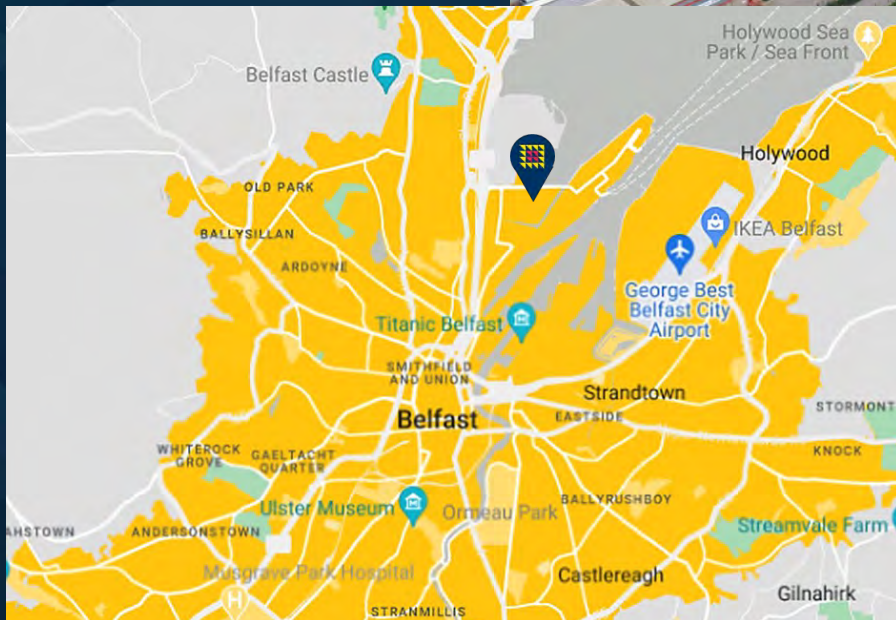 Holywood Sea
Park / Sea Front
Belfast Castle
Holywood
OLD PARK
IKEA Belfast
BALLYSILLAN
ARDOYNE
George Best
Belfast City
Airport
Titanic Belfast
SMITHFIELD
AND UNION
Strandtown
STORMONT
Belfast
EASTSIDE
WHITEROCK
GROVE
GAELTACHT
QUARTER
KNOCK
Ulster Museum
Ormeau Park
BALLYRUSHBOY
AHSTOWN
ANDERSONSTOWN
Streamvale Farm
Musgrave Park Hospital
H
Castlereagh
Gilnahirk
STRANMILLIS